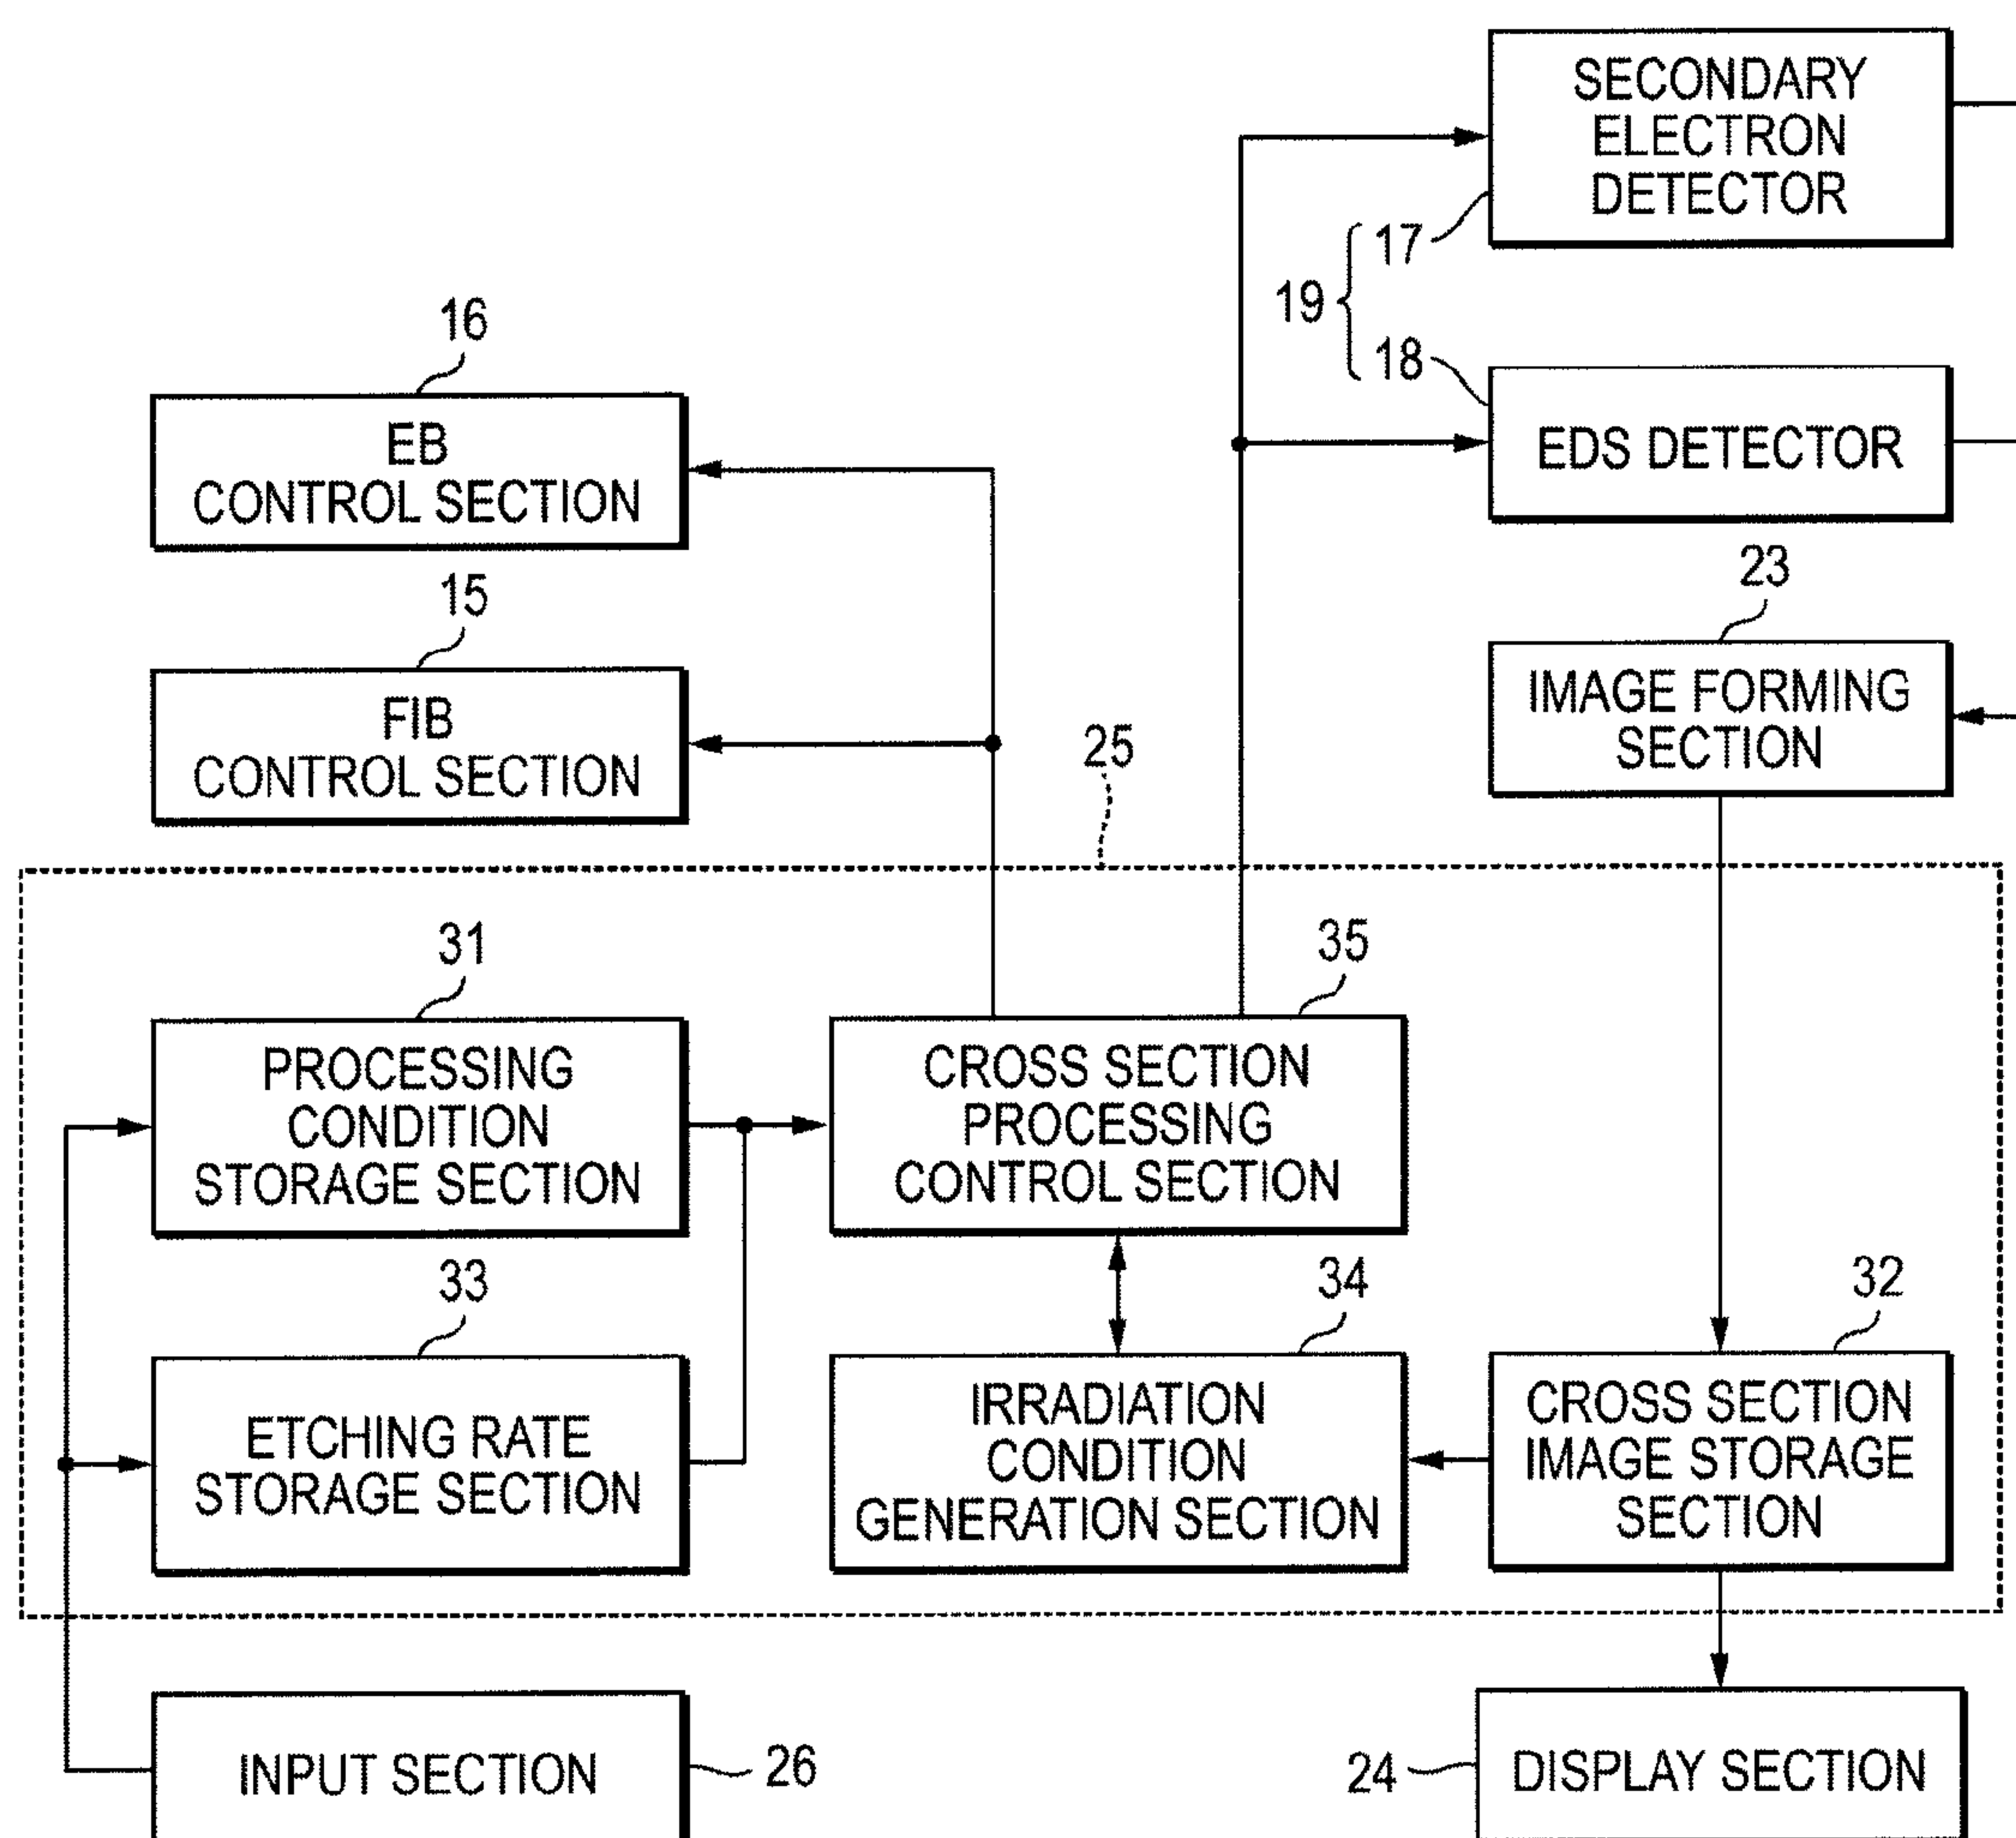 SECONDARY
ELECTRON
DETECTOR
17
19
18
EDS DETECTOR
16
EB
CONTROL SECTION
15
FIB
CONTROL SECTION
23
IMAGE FORMING
SECTION
25
31
PROCESSING
CONDITION
STORAGE SECTION
35
CROSS SECTION
PROCESSING
CONTROL SECTION
33
ETCHING RATE
STORAGE SECTION
34
IRRADIATION
CONDITION
GENERATION SECTION
32
CROSS SECTION
IMAGE STORAGE
SECTION
INPUT SECTION
26
24
DISPLAY SECTION